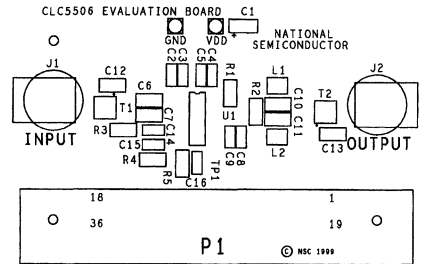 CLC5506 EVALUATION BOARD
C1
GND
VDD
+
NATIONAL
SEMICONDUCTOR
J1
INPUT
C12
T1
R3
C6
C7
C14
C15
R4
C2
C3
C5
C4
R1
U1
R5
C16
TP1
C9
C8
R2
L1
C10
C11
L2
T2
C13
J2
OUTPUT
18
1
36
19
P1
© NSC 1999